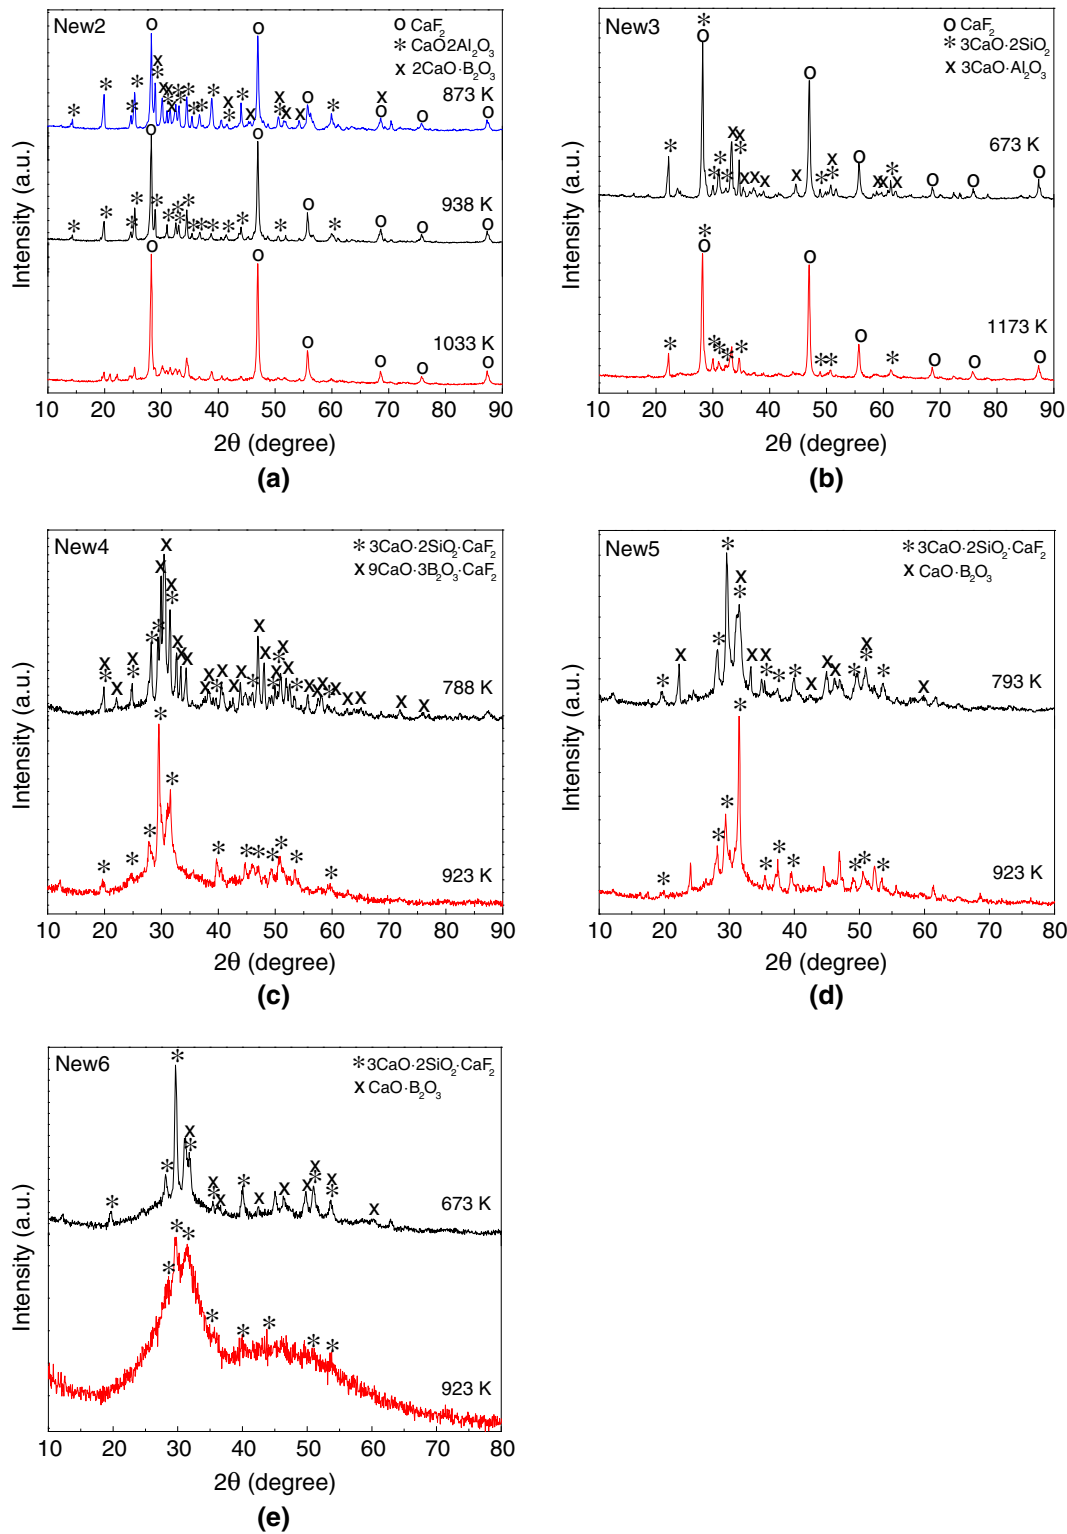 New2
o CaF2
* CaO2Al2O3
x 2CaO·B2O3
873 K
938 K
1033 K
Intensity (a.u.)
10 20 30 40 50 60 70 80 90
2θ (degree)
(a)
New3
o CaF2
* 3CaO·2SiO2
x 3CaO·Al2O3
673 K
1173 K
Intensity (a.u.)
10 20 30 40 50 60 70 80 90
2θ (degree)
(b)
New4
* 3CaO·2SiO2·CaF2
x 9CaO·3B2O3·CaF2
788 K
923 K
Intensity (a.u.)
10 20 30 40 50 60 70 80 90
2θ (degree)
(c)
New5
* 3CaO·2SiO2·CaF2
x CaO·B2O3
793 K
923 K
Intensity (a.u.)
10 20 30 40 50 60 70 80
2θ (degree)
(d)
New6
* 3CaO·2SiO2·CaF2
x CaO·B2O3
673 K
923 K
Intensity (a.u.)
10 20 30 40 50 60 70 80
2θ (degree)
(e)